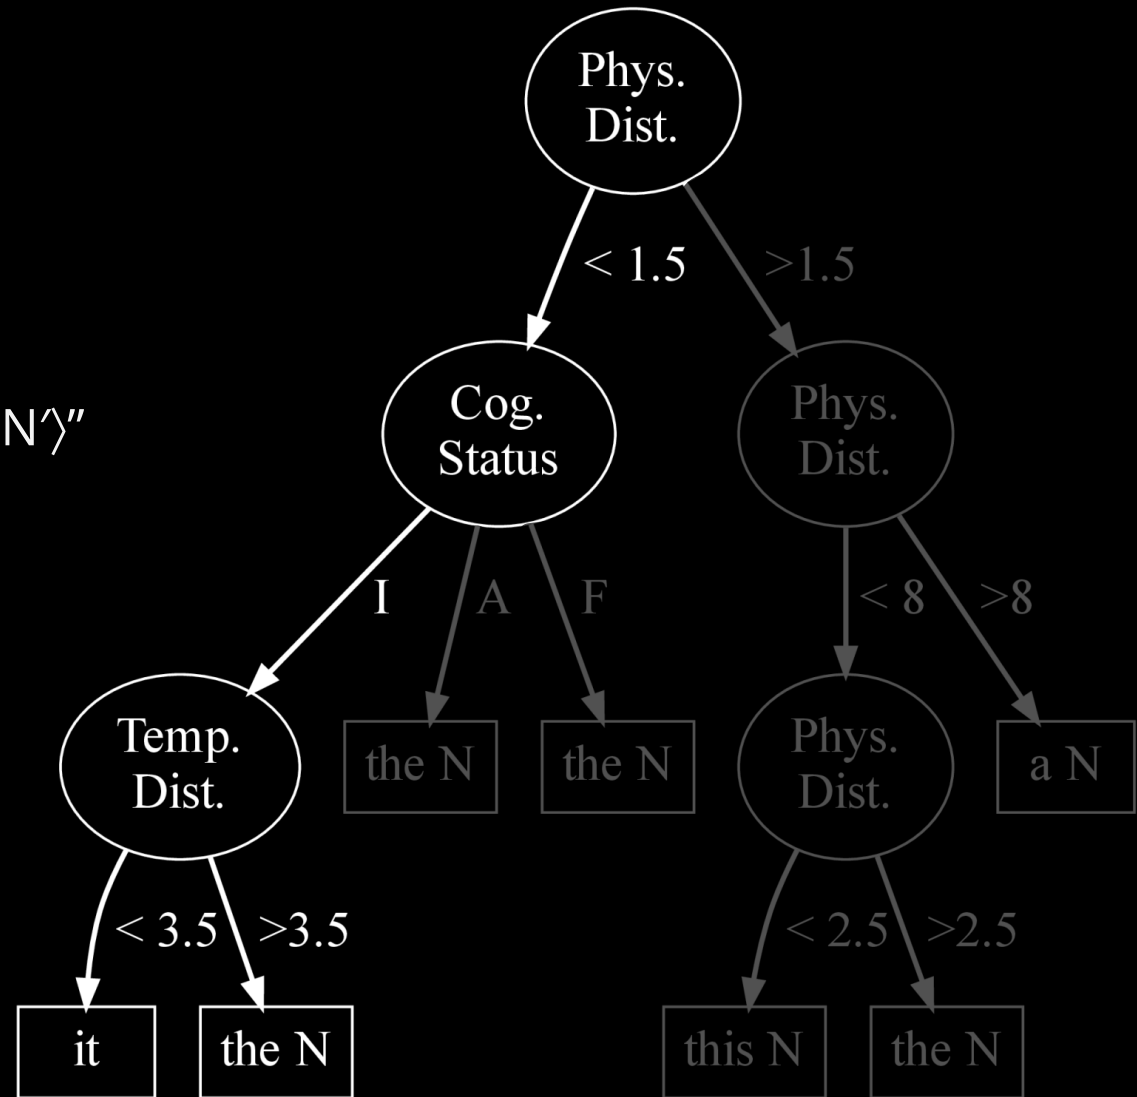 Phys.
Dist.
< 1.5
>1.5
N′⟩″
Cog.
Status
Phys.
Dist.
I
A
F
< 8
>8
Temp.
Dist.
the N
the N
Phys.
Dist.
a N
< 3.5
>3.5
< 2.5
>2.5
it
the N
this N
the N